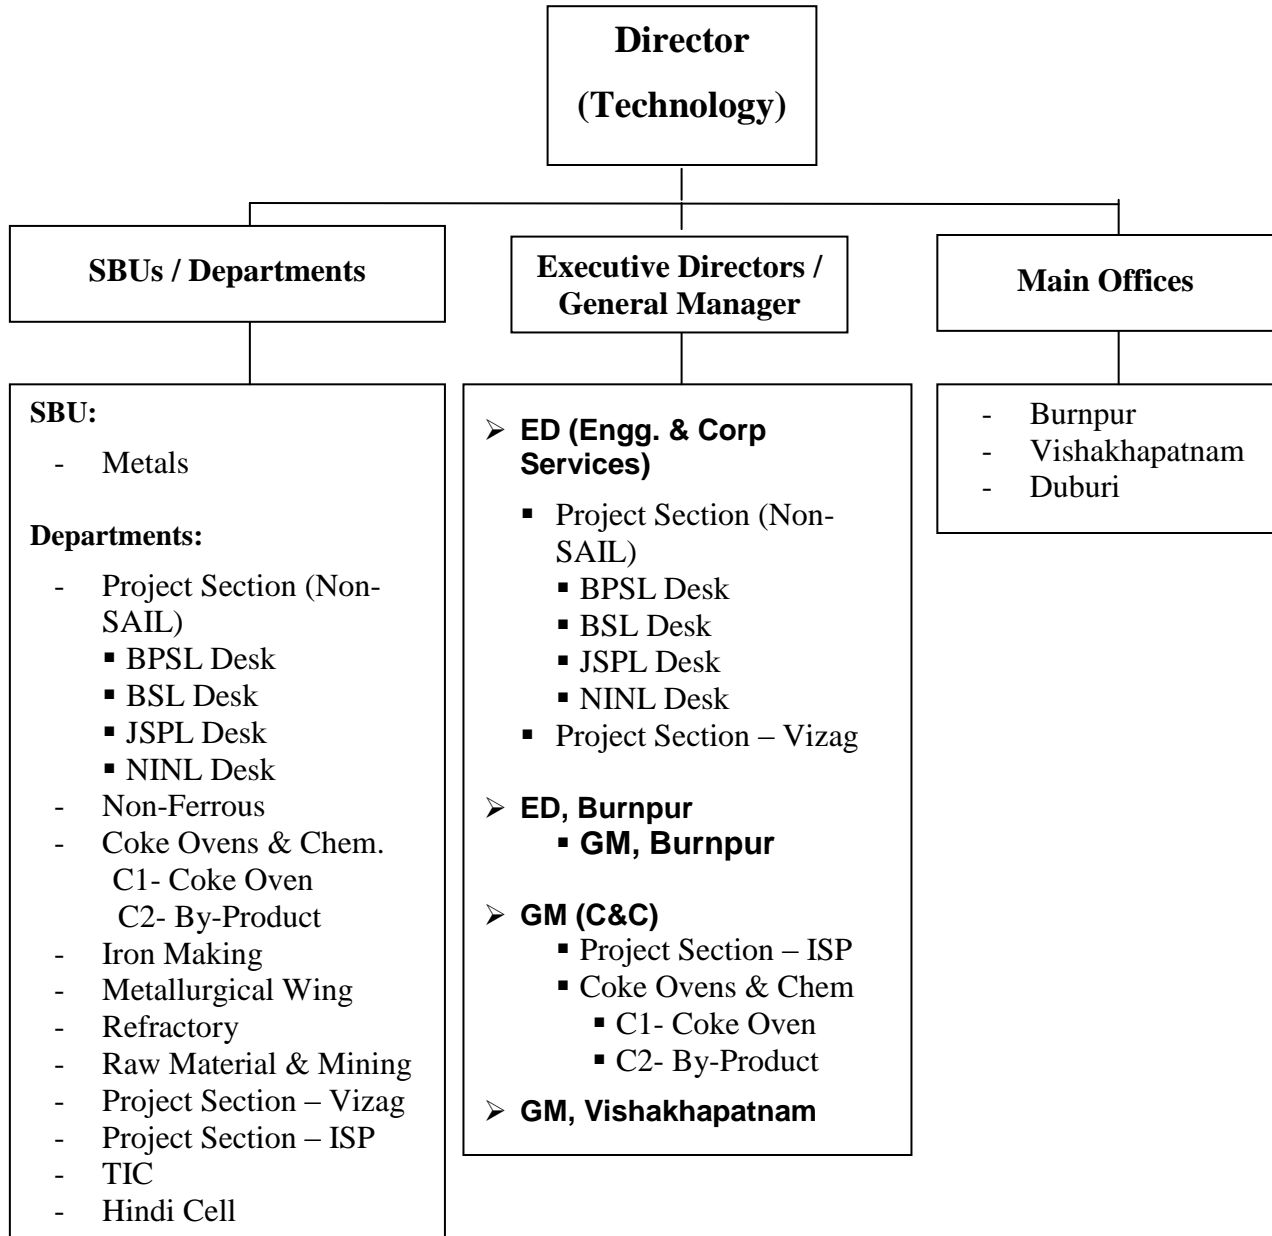 Director
(Technology)
SBUs / Departments
Executive Directors /
General Manager
Main Offices
SBU:
- Metals
Departments:
- Project Section (Non-
SAIL)
▪ BPSL Desk
▪ BSL Desk
▪ JSPL Desk
▪ NINL Desk
- Non-Ferrous
- Coke Ovens & Chem.
C1- Coke Oven
C2- By-Product
- Iron Making
- Metallurgical Wing
- Refractory
- Raw Material & Mining
- Project Section – Vizag
- Project Section – ISP
- TIC
- Hindi Cell
➢ ED (Engg. & Corp
Services)
▪ Project Section (Non-
SAIL)
▪ BPSL Desk
▪ BSL Desk
▪ JSPL Desk
▪ NINL Desk
▪ Project Section – Vizag
➢ ED, Burnpur
▪ GM, Burnpur
➢ GM (C&C)
▪ Project Section – ISP
▪ Coke Ovens & Chem
▪ C1- Coke Oven
▪ C2- By-Product
➢ GM, Vishakhapatnam
- Burnpur
- Vishakhapatnam
- Duburi